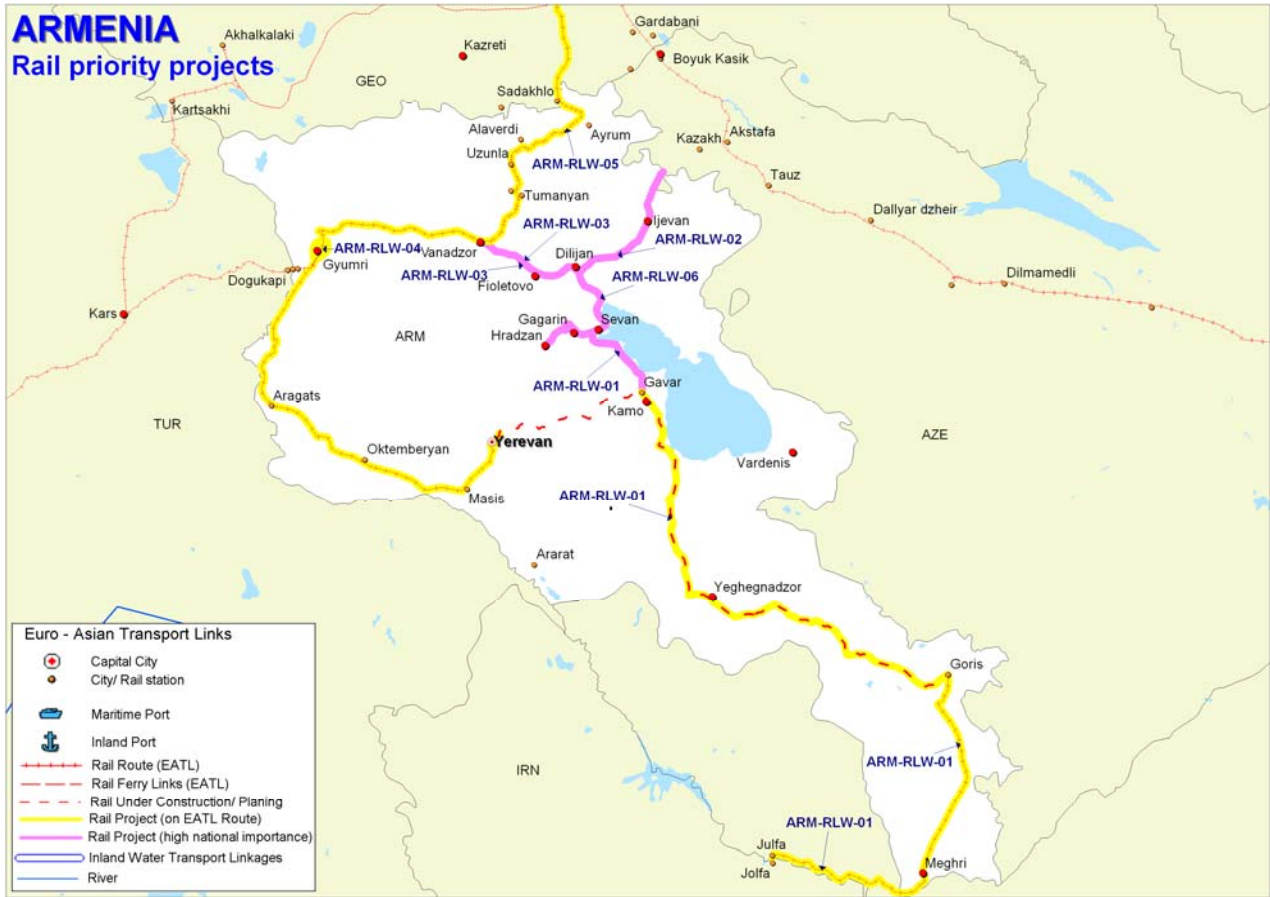 ARMENIA
Rail priority projects
Akhalkalaki
Kazreti
Gardabani
Boyuk Kasik
GEO
Kartsakhi
Sadakhlo
Alaverdi
Ayrum
Uzunla
ARM-RLW-05
Kazakh
Akstafa
Tauz
Tumanyan
Dallyar dzheir
Ijevan
ARM-RLW-03
ARM-RLW-02
Vanadzor
ARM-RLW-04
Gyumri
Dilijan
ARM-RLW-03
ARM-RLW-06
Dogukapi
Fioletovo
Dilmamedli
Kars
Gagarin
Sevan
ARM
Hradzan
ARM-RLW-01
Gavar
Aragats
Kamo
TUR
AZE
Yerevan
Oktemberyan
Vardenis
Masis
ARM-RLW-01
Ararat
Yeghegnadzor
Goris
ARM-RLW-01
IRN
ARM-RLW-01
Julfa
Jolfa
Meghri
Euro - Asian Transport Links
Capital City
City/ Rail station
Maritime Port
Inland Port
Rail Route (EATL)
Rail Ferry Links (EATL)
Rail Under Construction/ Planing
Rail Project (on EATL Route)
Rail Project (high national importance)
Inland Water Transport Linkages
River